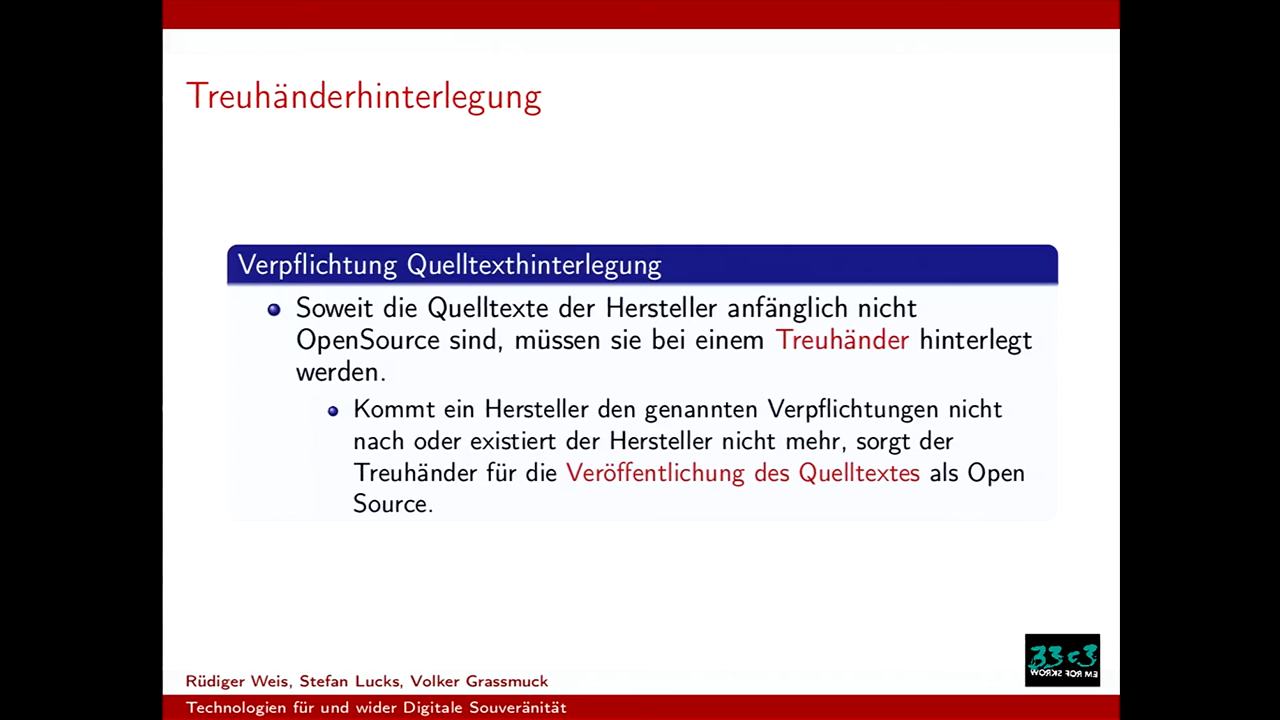 Treuhänderhinterlegung
Verpflichtung Quelltexthinterlegung
Soweit die Quelltexte der Hersteller anfänglich nicht
OpenSource sind, müssen sie bei einem Treuhänder hinterlegt
werden.
Kommt ein Hersteller den genannten Verpflichtungen nicht
nach oder existiert der Hersteller nicht mehr, sorgt der
Treuhänder für die Veröffentlichung des Quelltextes als Open
Source.
33c3
WORKS FOR ME
Rüdiger Weis, Stefan Lucks, Volker Grassmuck
Technologien für und wider Digitale Souveränität